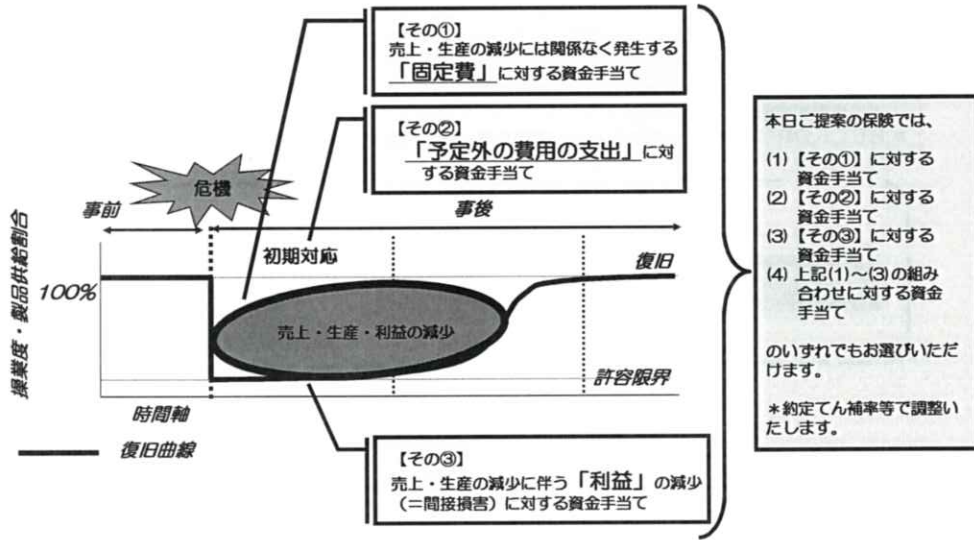 【その①】
売上・生産の減少には関係なく発生する
「固定費」に対する資金手当て
【その②】
「予定外の費用の支出」に対
する資金手当て
危機
事前
事後
初期対応
復旧
操業度・製品供給割合
100%
売上・生産・利益の減少
許容限界
時間軸
復旧曲線
【その③】
売上・生産の減少に伴う「利益」の減少
(=間接損害)に対する資金手当て
本日ご提案の保険では、
(1)【その①】に対する
資金手当て
(2)【その②】に対する
資金手当て
(3)【その③】に対する
資金手当て
(4) 上記(1)～(3)の組み
合わせに対する資金
手当て
のいずれでもお選びいただ
けます。
＊約定てん補率等で調整い
たします。